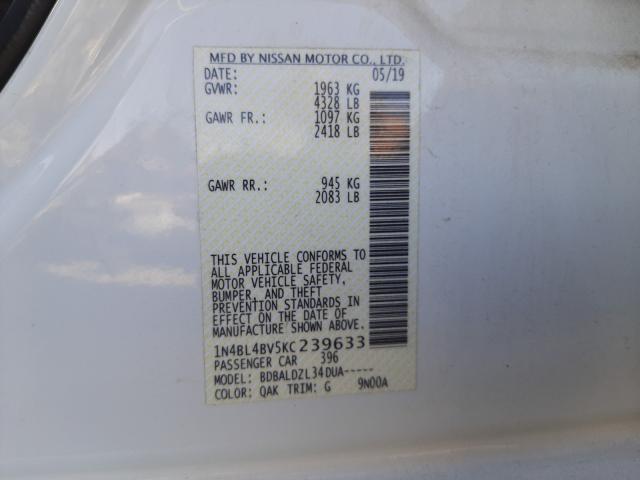 MFD BY NISSAN MOTOR CO., LTD.
DATE: 05/19
GVWR: 1963 KG
4328 LB
GAWR FR.: 1097 KG
2418 LB
GAWR RR.: 945 KG
2083 LB
THIS VEHICLE CONFORMS TO
ALL APPLICABLE FEDERAL
MOTOR VEHICLE SAFETY,
BUMPER, AND THEFT
PREVENTION STANDARDS IN
EFFECT ON THE DATE OF
MANUFACTURE SHOWN ABOVE.
1N4BL4BV5KC239633
PASSENGER CAR 396
MODEL: BDBALDZL34DUA-----
COLOR: QAK TRIM: G 9N00A